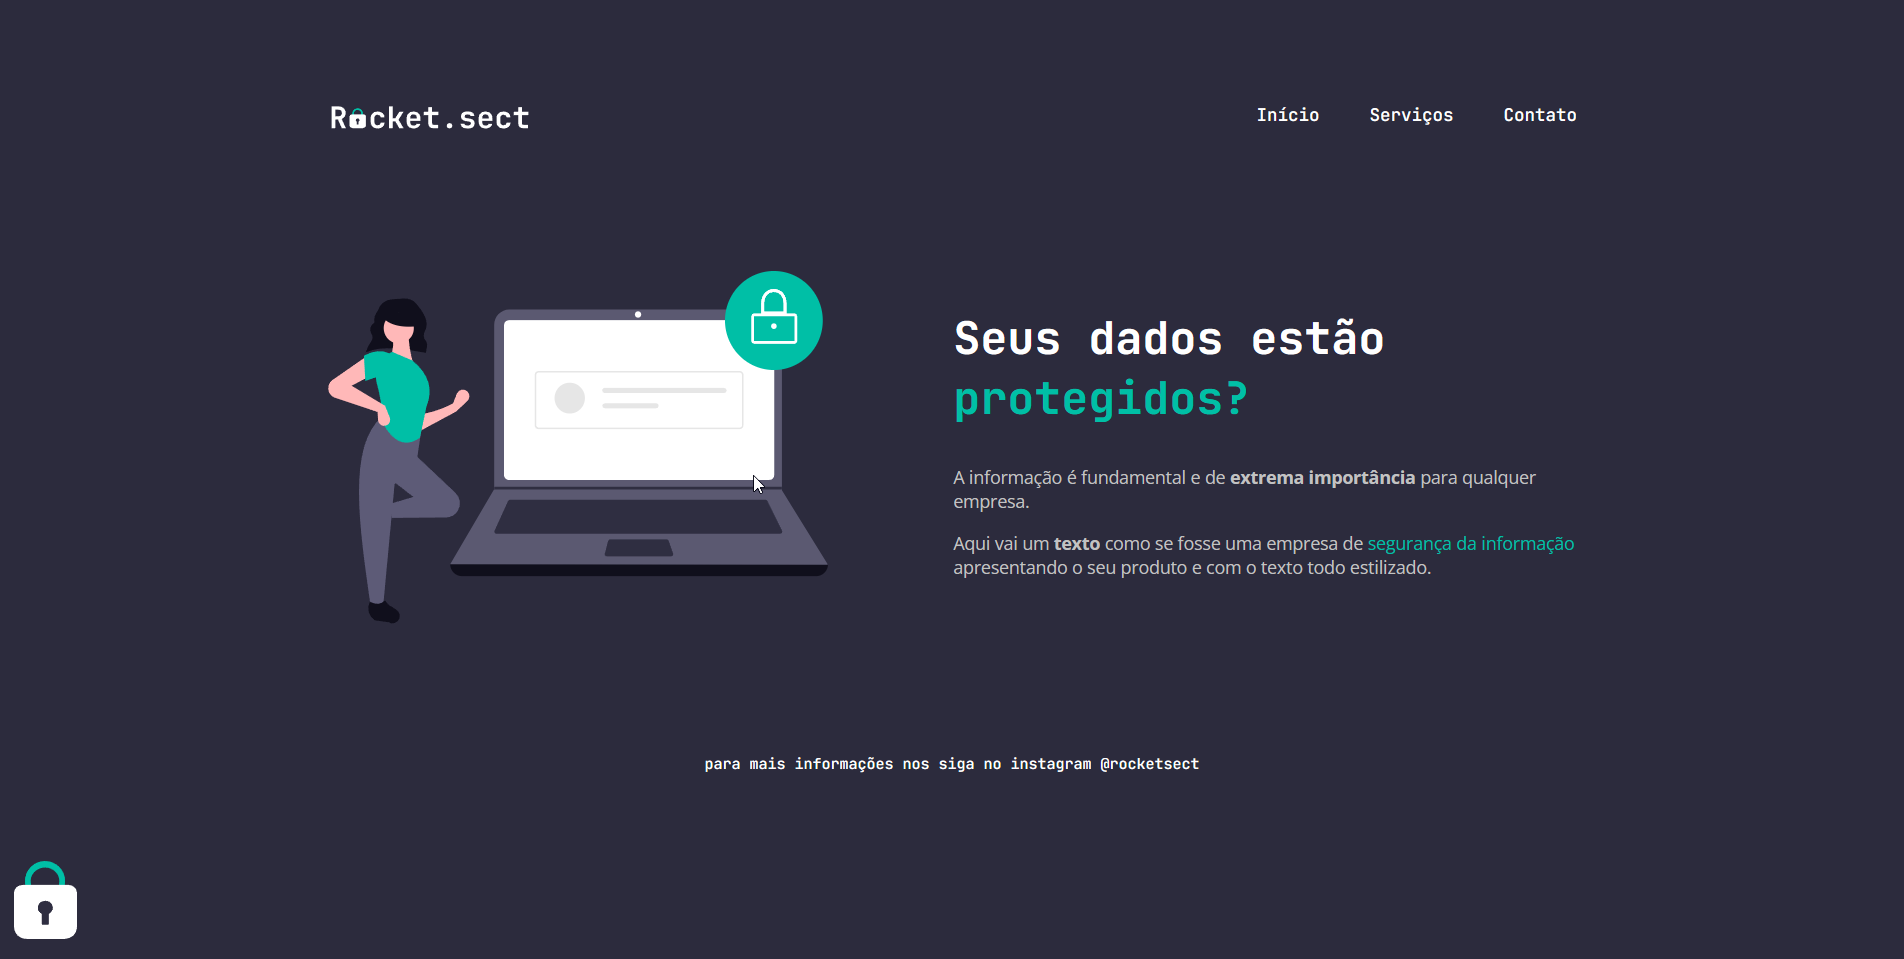 Rocket.sect
Início Serviços Contato
Seus dados estão
protegidos?
A informação é fundamental e de extrema importância para qualquer
empresa.
Aqui vai um texto como se fosse uma empresa de segurança da informação
apresentando o seu produto e com o texto todo estilizado.
para mais informações nos siga no instagram @rocketsect